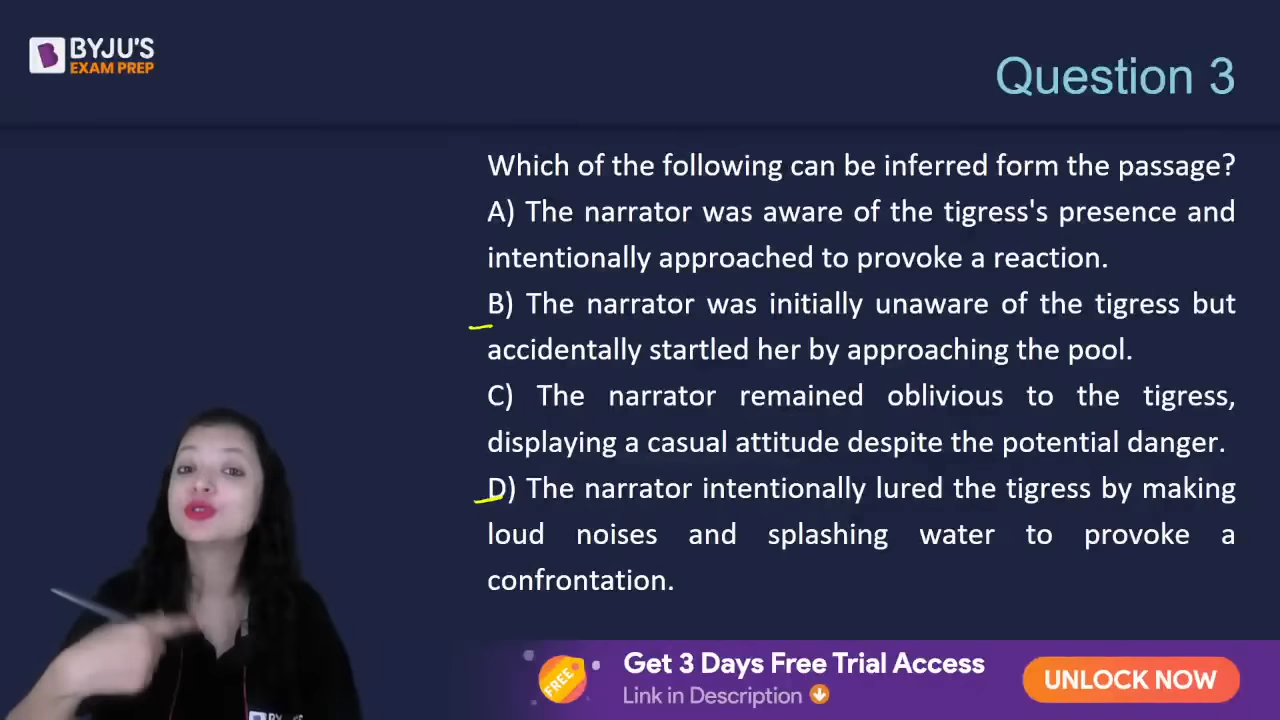 BYJU'S
EXAM PREP
Question 3
Which of the following can be inferred form the passage?
A) The narrator was aware of the tigress's presence and
intentionally approached to provoke a reaction.
B) The narrator was initially unaware of the tigress but
accidentally startled her by approaching the pool.
C) The narrator remained oblivious to the tigress,
displaying a casual attitude despite the potential danger.
D) The narrator intentionally lured the tigress by making
loud noises and splashing water to provoke a
confrontation.
FREE
Get 3 Days Free Trial Access
Link in Description
UNLOCK NOW